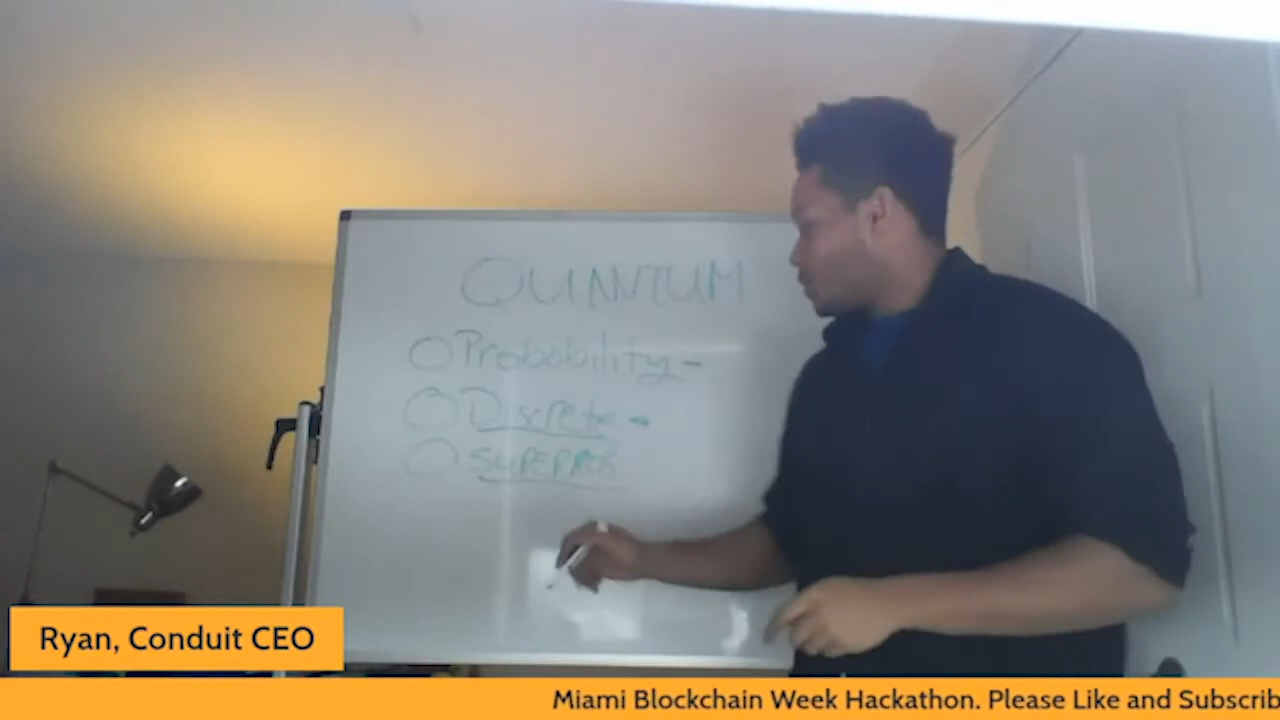 QUANTUM
Probability-
Discrete -
SUPERPOS
Ryan, Conduit CEO
Miami Blockchain Week Hackathon. Please Like and Subscrib